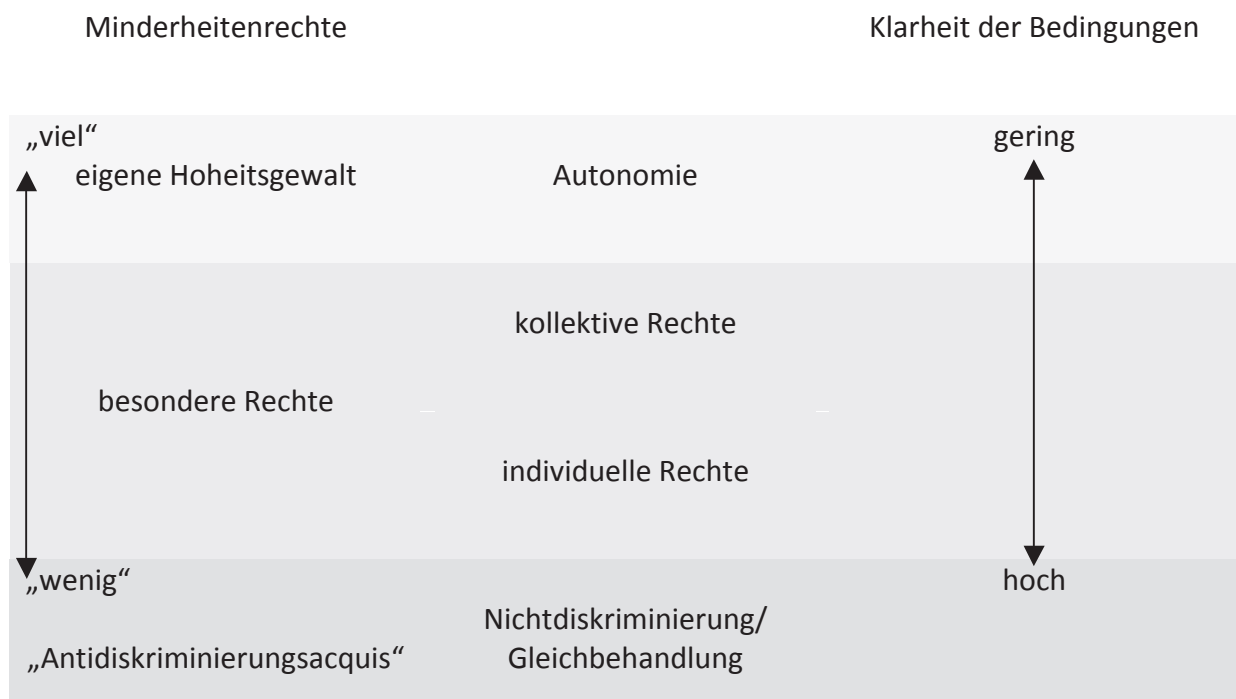 Minderheitenrechte Klarheit der Bedingungen
„viel“ gering
eigene Hoheitsgewalt Autonomie
kollektive Rechte
besondere Rechte
individuelle Rechte
„wenig“ hoch
Nichtdiskriminierung/
„Antidiskriminierungsacquis“ Gleichbehandlung